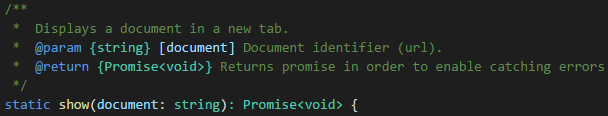 /**
 *  Displays a document in a new tab.
 *  @param {string} [document] Document identifier (url).
 *  @return {Promise<void>} Returns promise in order to enable catching errors
 */
static show(document: string): Promise<void> {